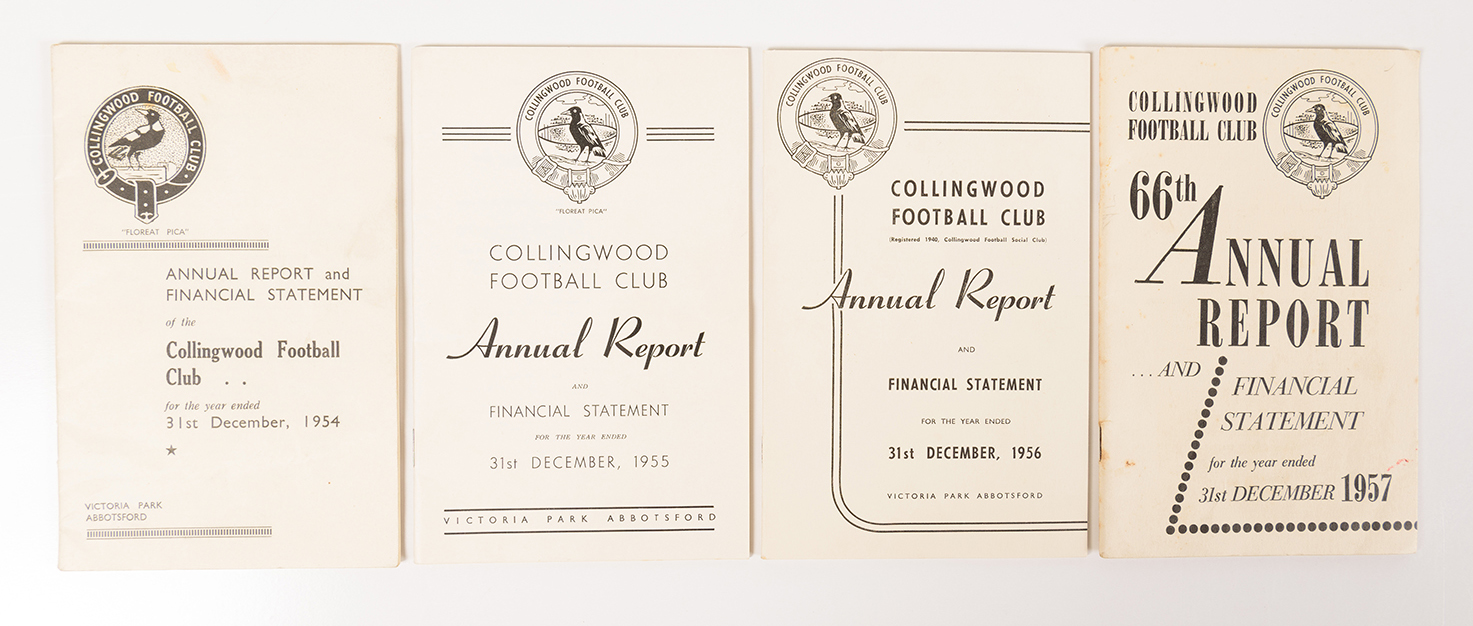 COLLINGWOOD FOOTBALL CLUB
"FLOREAT PICA"
ANNUAL REPORT and
FINANCIAL STATEMENT
of the
Collingwood Football
Club . .
for the year ended
31st December, 1954
★
VICTORIA PARK
ABBOTSFORD
COLLINGWOOD FOOTBALL CLUB
"FLOREAT PICA"
COLLINGWOOD
FOOTBALL CLUB
Annual Report
AND
FINANCIAL STATEMENT
FOR THE YEAR ENDED
31st DECEMBER, 1955
VICTORIA PARK ABBOTSFORD
COLLINGWOOD FOOTBALL CLUB
COLLINGWOOD
FOOTBALL CLUB
(Registered 1940, Collingwood Football Social Club)
Annual Report
AND
FINANCIAL STATEMENT
FOR THE YEAR ENDED
31st DECEMBER, 1956
VICTORIA PARK ABBOTSFORD
COLLINGWOOD
FOOTBALL CLUB
COLLINGWOOD FOOTBALL CLUB
66th
ANNUAL
REPORT
. . . AND
FINANCIAL
STATEMENT
for the year ended
31st DECEMBER 1957